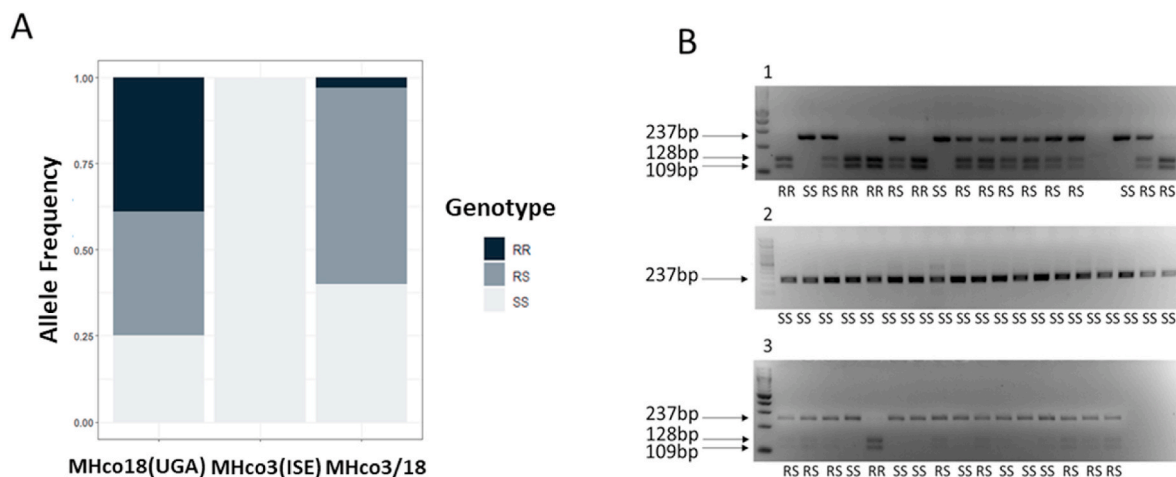 A
Allele Frequency
1.00
0.75
0.50
0.25
0.00
MHco18(UGA) MHco3(ISE) MHco3/18
Genotype
RR
RS
SS
B
1
237bp
128bp
109bp
RR SS RS RR RR RS RR SS RS RS RS RS RS RS SS RS RS
2
237bp
SS SS SS SS SS SS SS SS SS SS SS SS SS SS SS SS SS SS
3
237bp
128bp
109bp
RS RS RS SS RR SS SS RS SS RS SS SS SS RS RS RS